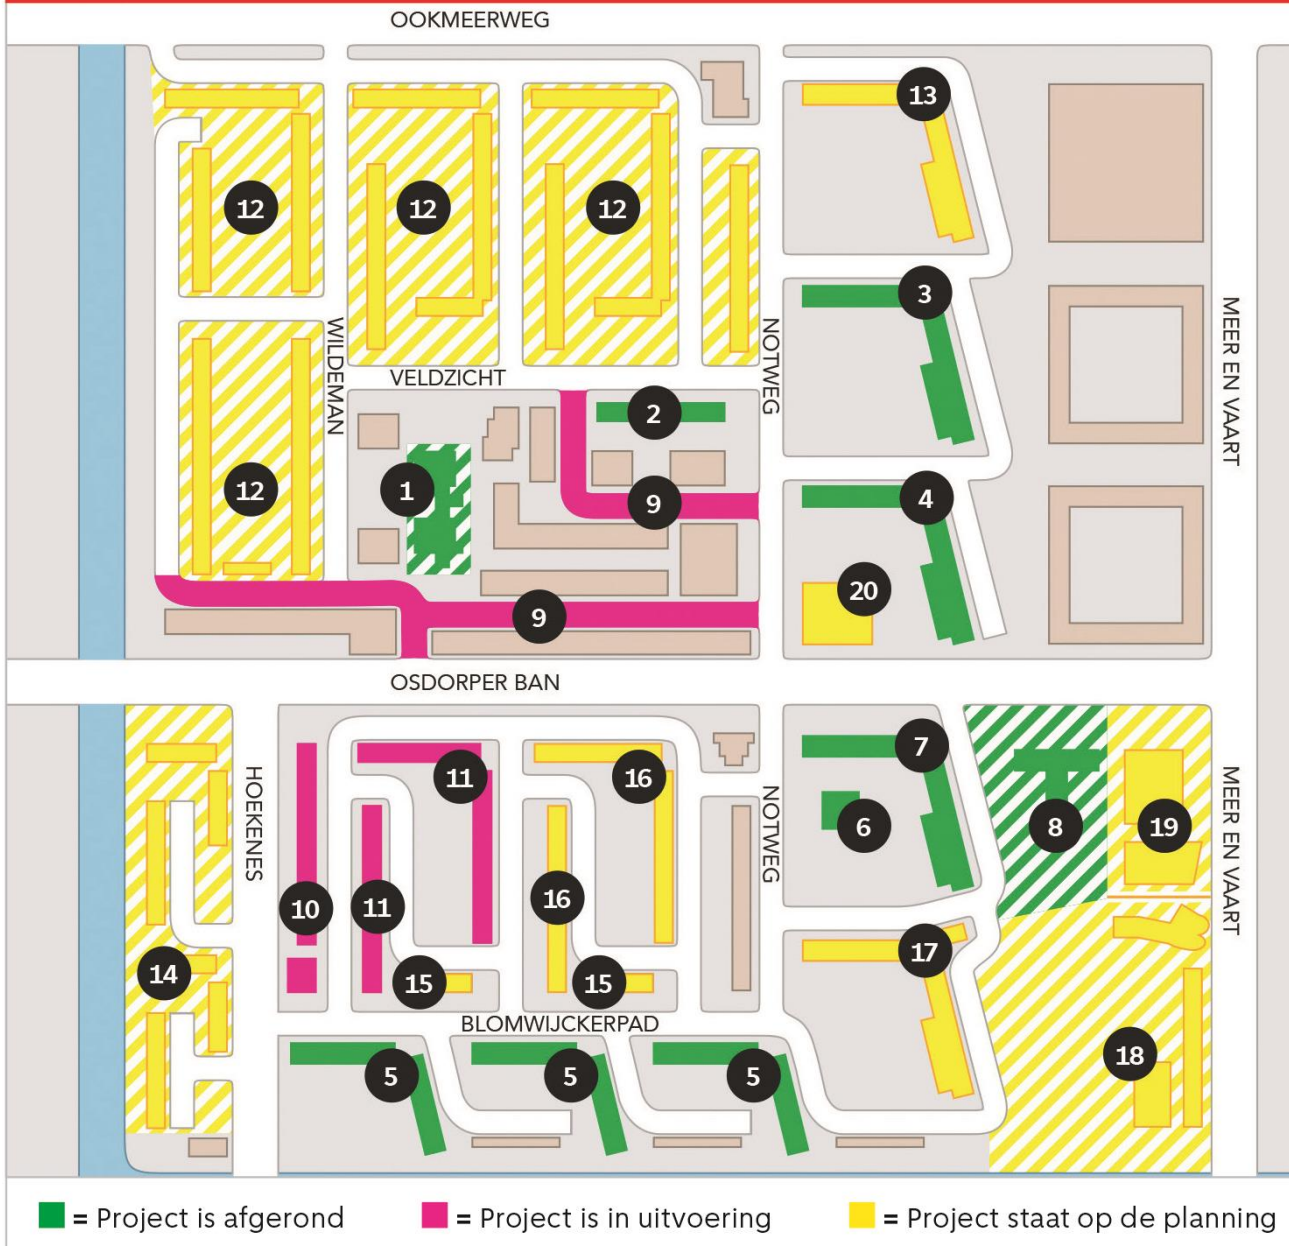 OOKMEERWEG
13
12
12
12
3
WILDEMAN
NOTWEG
MEER EN VAART
VELDZICHT
2
12
1
9
4
20
9
OSDORPER BAN
7
HOEKENES
11
16
NOTWEG
6
8
19
MEER EN VAART
10
11
16
17
14
15
15
BLOMWIJCKERPAD
18
5
5
5
= Project is afgerond
= Project is in uitvoering
= Project staat op de planning